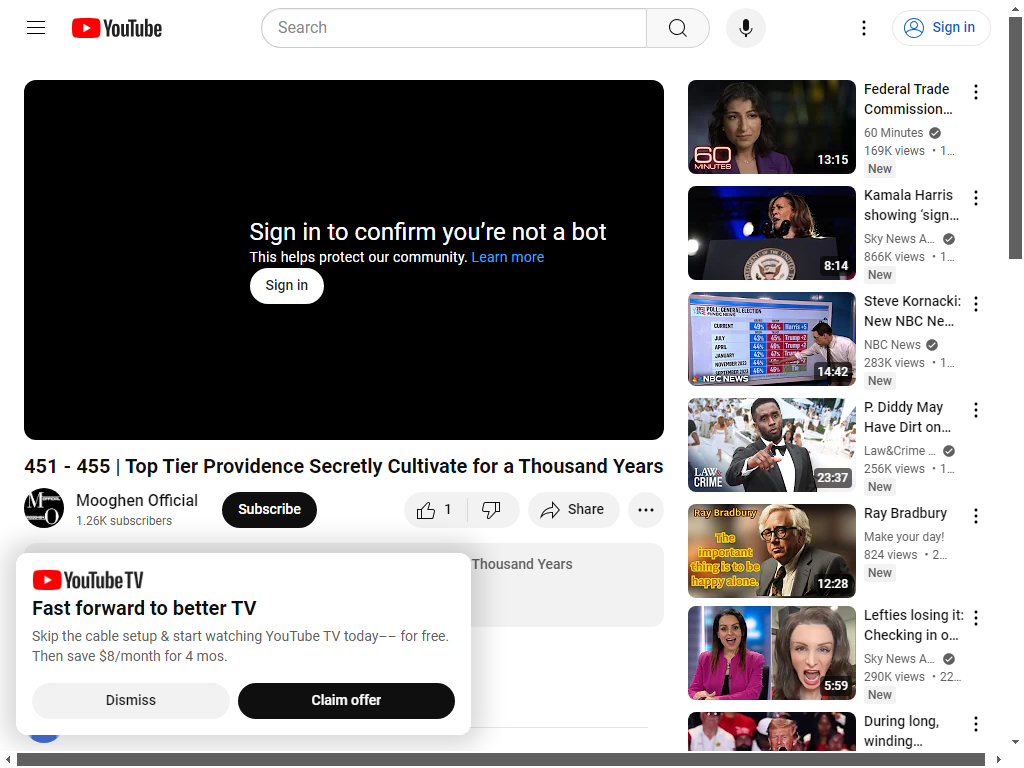 YouTube
Search
Sign in
Sign in to confirm you're not a bot
This helps protect our community. Learn more
Sign in
451 - 455 | Top Tier Providence Secretly Cultivate for a Thousand Years
Mooghen Official
1.26K subscribers
Subscribe
1
Share
Thousand Years
YouTube TV
Fast forward to better TV
Skip the cable setup & start watching YouTube TV today–– for free.
Then save $8/month for 4 mos.
Dismiss
Claim offer
60
MINUTES
13:15
Federal Trade
Commission…
60 Minutes
169K views • 1…
New
8:14
Kamala Harris
showing 'sign…
Sky News A…
866K views • 1…
New
POLL: GENERAL ELECTION
CURRENT 49% 44% Harris +5
JULY 43% 45% Trump +2
APRIL 44% 46% Trump +2
JANUARY 42% 47%
NOVEMBER 2023 44% 46%
46% 46%
NBC NEWS
14:42
Steve Kornacki:
New NBC Ne…
NBC News
283K views • 1…
New
LAW&
CRIME
23:37
P. Diddy May
Have Dirt on…
Law&Crime …
256K views • 1…
New
Ray Bradbury
The
important
thing is to be
happy alone.
12:28
Ray Bradbury
Make your day!
824 views • 2…
New
5:59
Lefties losing it:
Checking in o…
Sky News A…
290K views • 22…
New
During long,
winding…